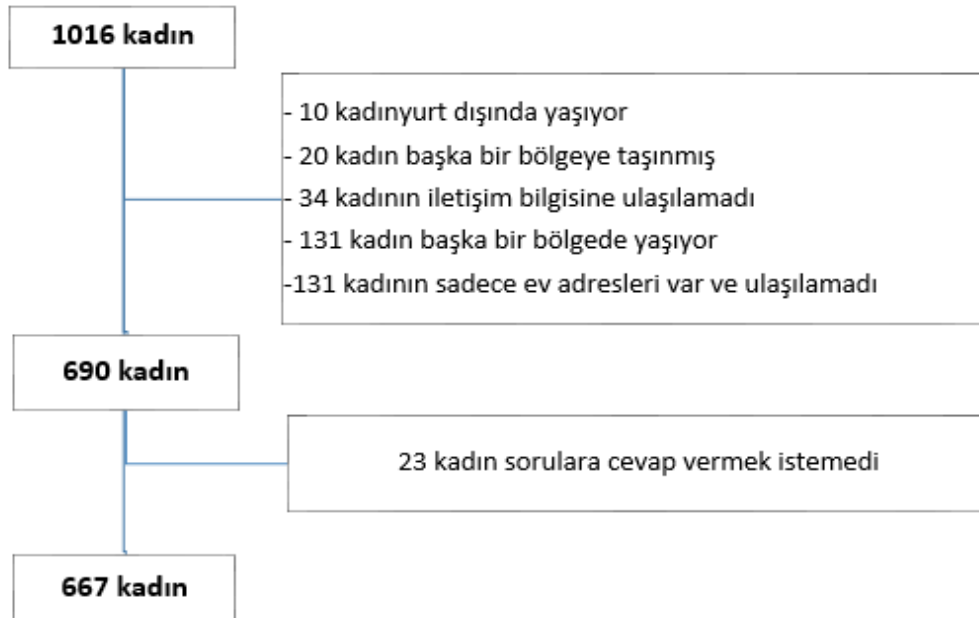 1016 kadın
- 10 kadınyurt dışında yaşıyor
- 20 kadın başka bir bölgeye taşınmış
- 34 kadının iletişim bilgisine ulaşılamadı
- 131 kadın başka bir bölgede yaşıyor
-131 kadının sadece ev adresleri var ve ulaşılamadı
690 kadın
23 kadın sorulara cevap vermek istemedi
667 kadın